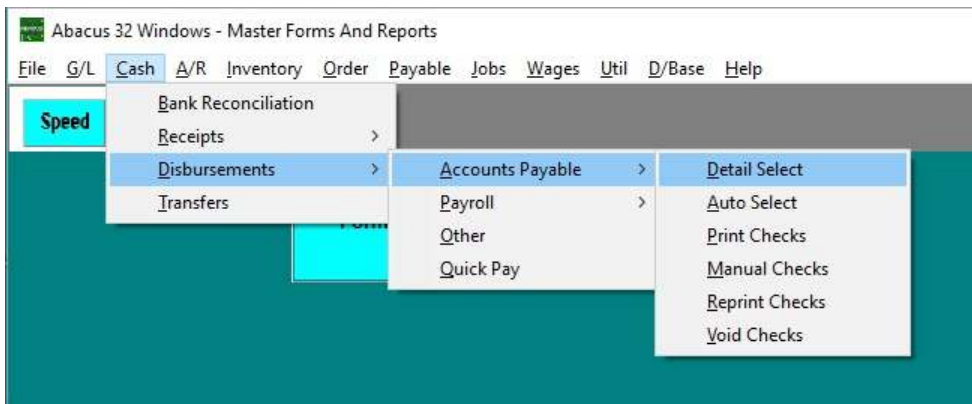 Abacus 32 Windows - Master Forms And Reports
File G/L Cash A/R Inventory Order Payable Jobs Wages Util D/Base Help
Speed
Bank Reconciliation
Receipts >
Disbursements >
Transfers
Accounts Payable >
Payroll >
Other
Quick Pay
Detail Select
Auto Select
Print Checks
Manual Checks
Reprint Checks
Void Checks